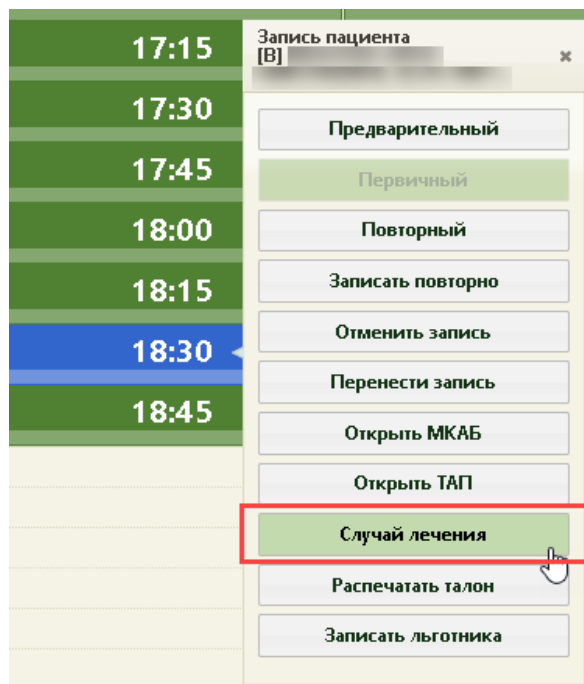 17:15
17:30
17:45
18:00
18:15
18:30
18:45
Запись пациента
[В]
Предварительный
Первичный
Повторный
Записать повторно
Отменить запись
Перенести запись
Открыть МКАБ
Открыть ТАП
Случай лечения
Распечатать талон
Записать льготника